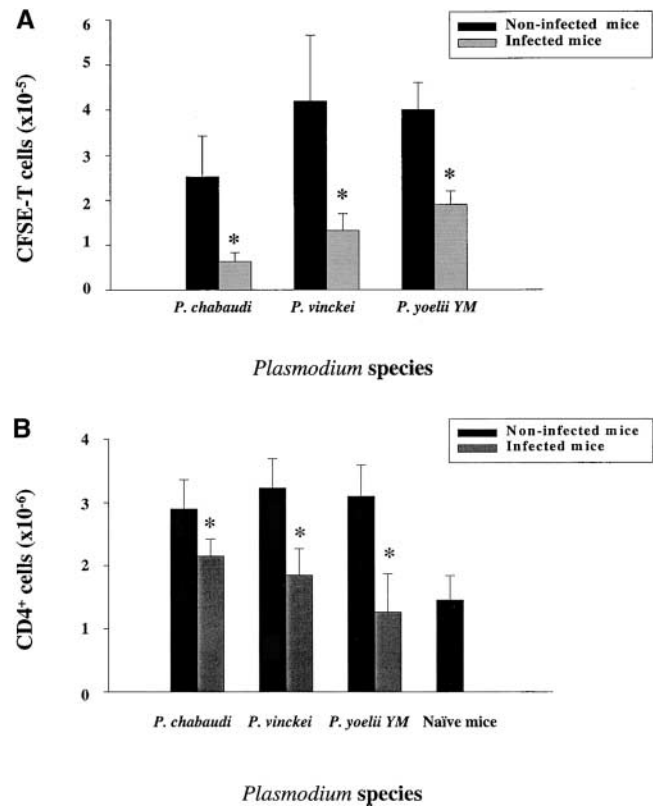 A
CFSE-T cells (x10-5)
6
5
4
3
2
1
0
Non-infected mice
Infected mice
*
*
*
P. chabaudi P. vinckei P. yoelii YM
Plasmodium species
B
CD4+ cells (x10-6)
4
3
2
1
0
Non-infected mice
Infected mice
*
*
*
P. chabaudi P. vinckei P. yoelii YM Naïve mice
Plasmodium species